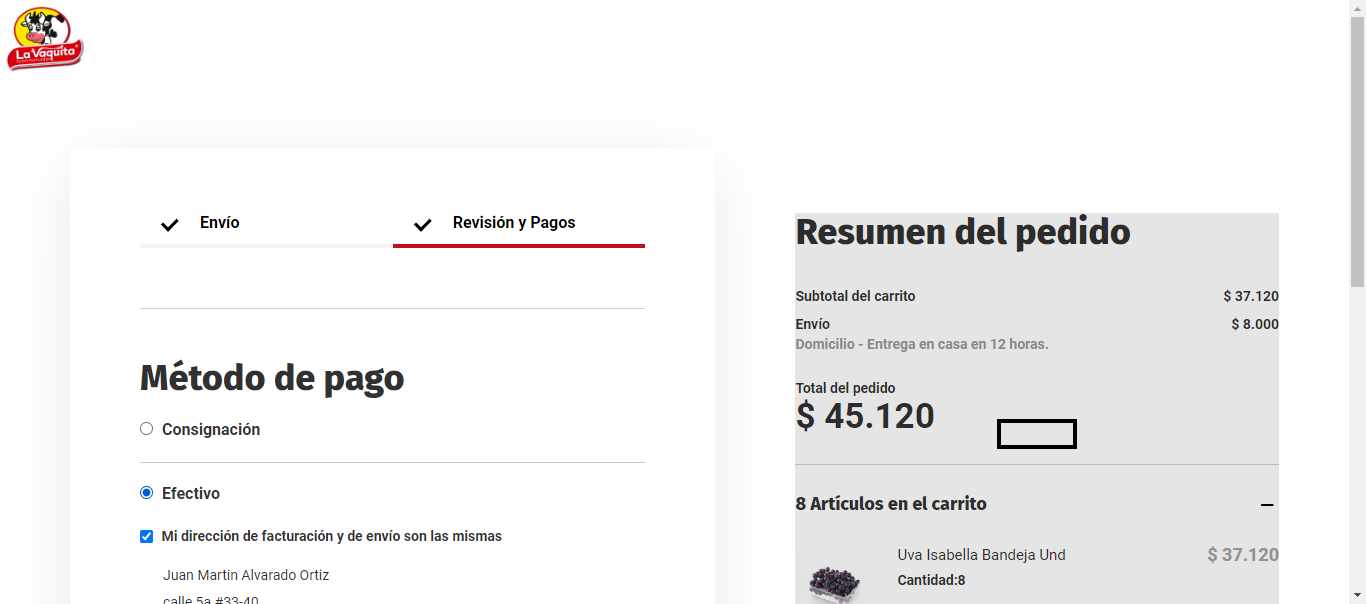 La Vaquita
Envío
Revisión y Pagos
Método de pago
Consignación
Efectivo
Mi dirección de facturación y de envío son las mismas
Juan Martin Alvarado Ortiz
calle 5a #33-40
Resumen del pedido
Subtotal del carrito $ 37.120
Envío $ 8.000
Domicilio - Entrega en casa en 12 horas.
Total del pedido
$ 45.120
8 Artículos en el carrito
Uva Isabella Bandeja Und $ 37.120
Cantidad:8